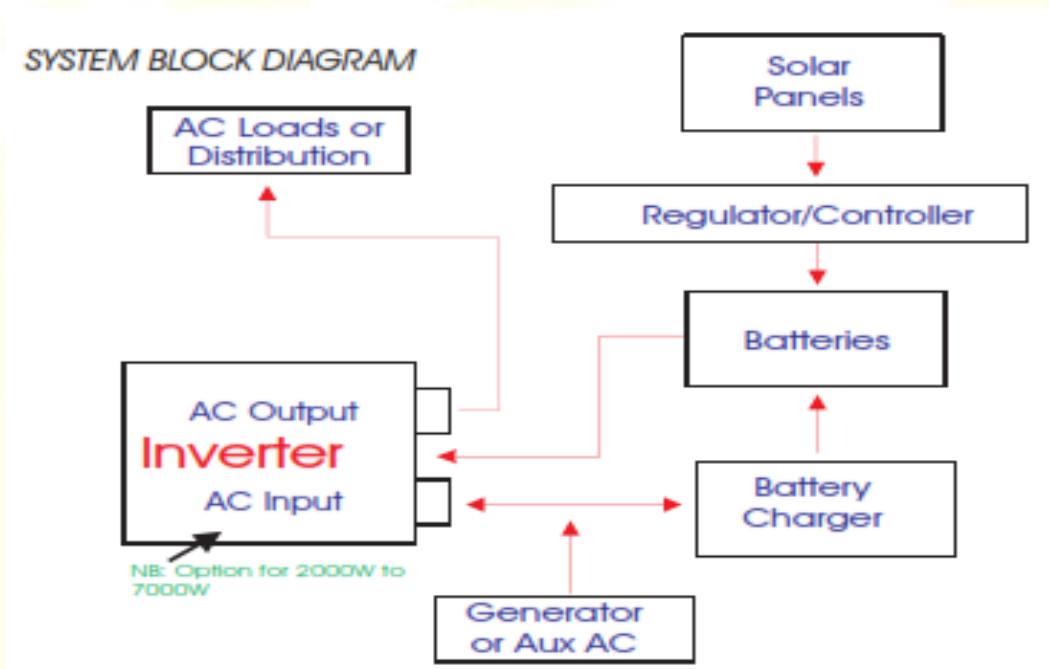 SYSTEM BLOCK DIAGRAM
Solar
Panels
AC Loads or
Distribution
Regulator/Controller
Batteries
AC Output
Inverter
AC Input
Battery
Charger
NB: Option for 2000W to
7000W
Generator
or Aux AC